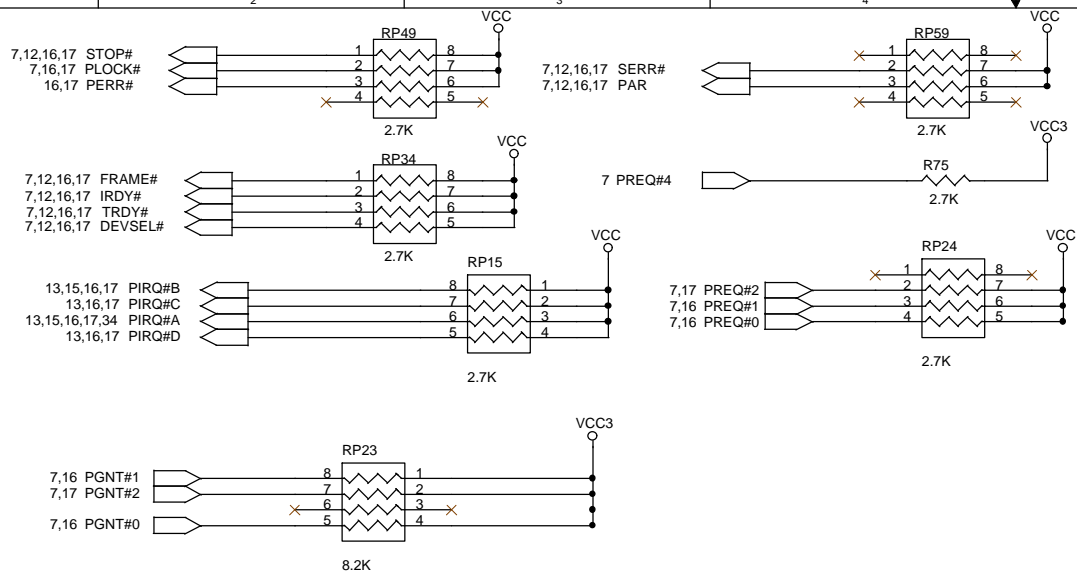 2 3 4
VCC VCC
RP49 RP59
7,12,16,17 STOP# 1 8 1 8
7,16,17 PLOCK# 2 7 7,12,16,17 SERR# 2 7
16,17 PERR# 3 6 7,12,16,17 PAR 3 6
4 5 4 5
2.7K 2.7K
VCC VCC3
RP34 R75
7,12,16,17 FRAME# 1 8 7 PREQ#4
7,12,16,17 IRDY# 2 7 2.7K
7,12,16,17 TRDY# 3 6
7,12,16,17 DEVSEL# 4 5
2.7K
VCC VCC
RP15 RP24
1 8
13,15,16,17 PIRQ#B 8 1 7,17 PREQ#2 2 7
13,16,17 PIRQ#C 7 2 7,16 PREQ#1 3 6
13,15,16,17,34 PIRQ#A 6 3 7,16 PREQ#0 4 5
13,16,17 PIRQ#D 5 4
2.7K 2.7K
VCC3
RP23
7,16 PGNT#1 8 1
7,17 PGNT#2 7 2
6 3
7,16 PGNT#0 5 4
8.2K